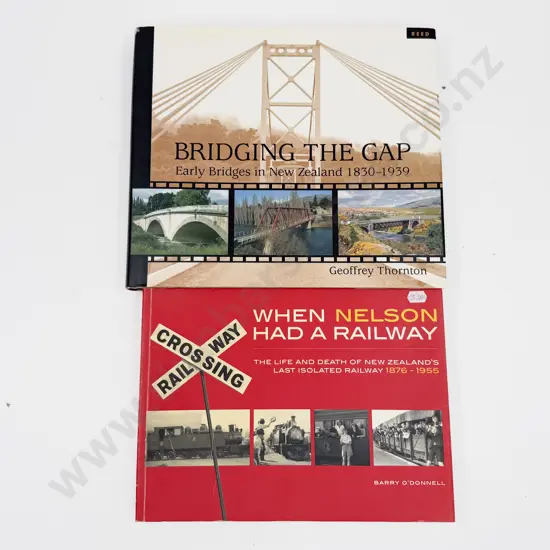 REED
BRIDGING THE GAP
Early Bridges in New Zealand 1830–1939
Geoffrey Thornton
WHEN NELSON
HAD A RAILWAY
THE LIFE AND DEATH OF NEW ZEALAND'S
LAST ISOLATED RAILWAY 1876 - 1955
CROSSING
RAILWAY
BARRY O'DONNELL